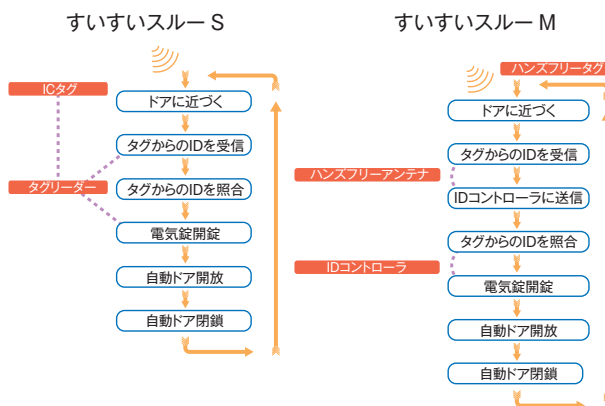 すいすいスルー S
ICタグ
ドアに近づく
タグからのIDを受信
タグリーダー
タグからのIDを照合
電気錠開錠
自動ドア開放
自動ドア閉鎖
すいすいスルー M
ハンズフリータグ
ドアに近づく
タグからのIDを受信
ハンズフリーアンテナ
IDコントローラに送信
タグからのIDを照合
IDコントローラ
電気錠開錠
自動ドア開放
自動ドア閉鎖